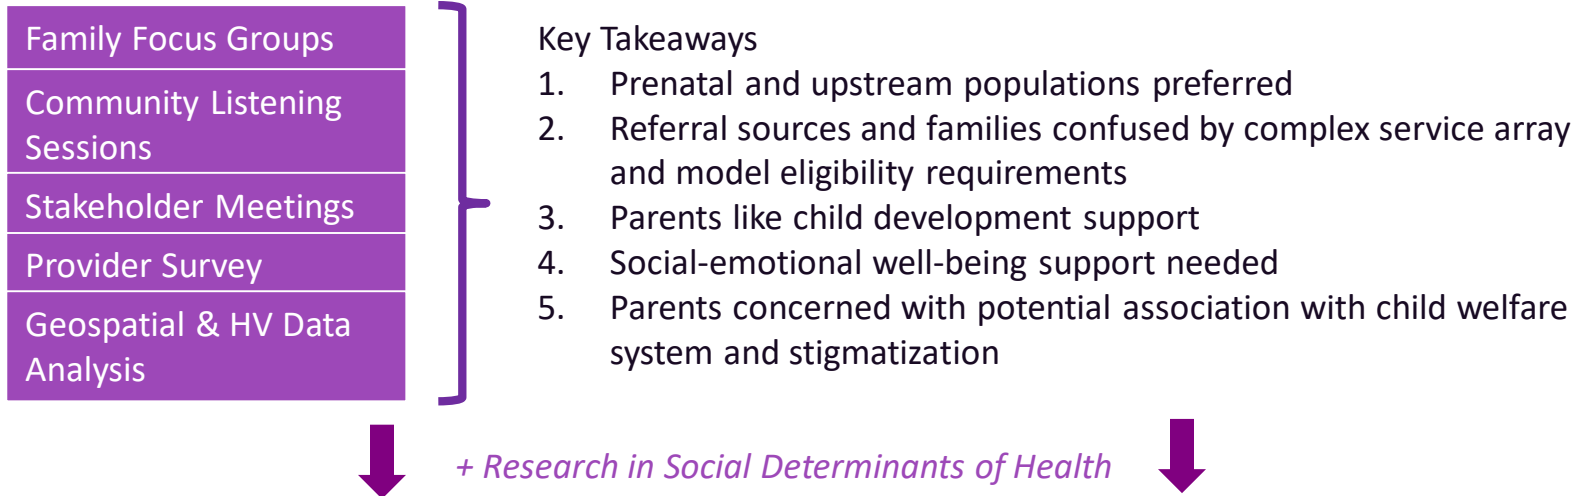 Family Focus Groups
Community Listening
Sessions
Stakeholder Meetings
Provider Survey
Geospatial & HV Data
Analysis
Key Takeaways
1. Prenatal and upstream populations preferred
2. Referral sources and families confused by complex service array
and model eligibility requirements
3. Parents like child development support
4. Social-emotional well-being support needed
5. Parents concerned with potential association with child welfare
system and stigmatization
+ Research in Social Determinants of Health